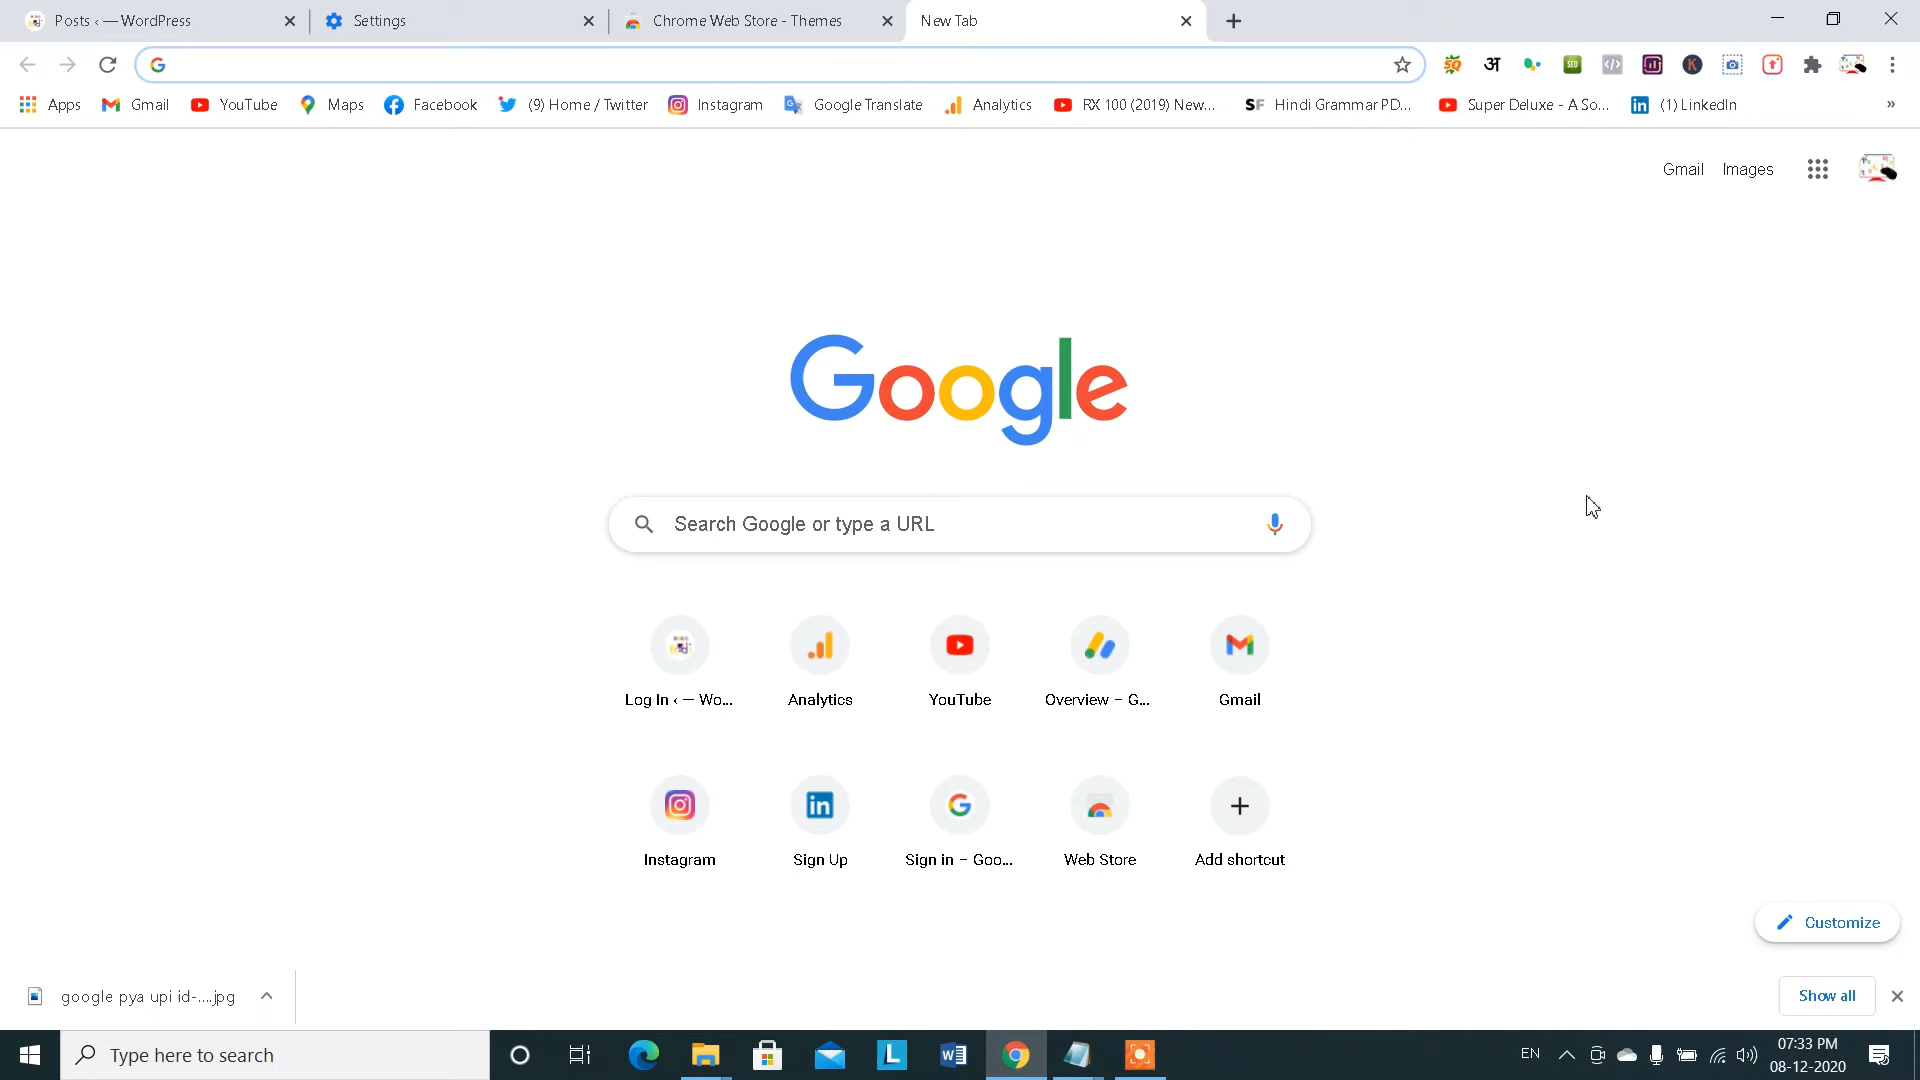 Posts ‹ — WordPress
Settings
Chrome Web Store - Themes
New Tab
Apps
Gmail
YouTube
Maps
Facebook
(9) Home / Twitter
Instagram
Google Translate
Analytics
RX 100 (2019) New...
SF Hindi Grammar PD...
Super Deluxe - A So...
(1) LinkedIn
»
Gmail Images
Google
Search Google or type a URL
Log In ‹ — Wo...
Analytics
YouTube
Overview – G...
Gmail
Instagram
Sign Up
Sign in – Goo...
Web Store
Add shortcut
Customize
google pya upi id-....jpg
Show all
Type here to search
EN
07:33 PM
08-12-2020